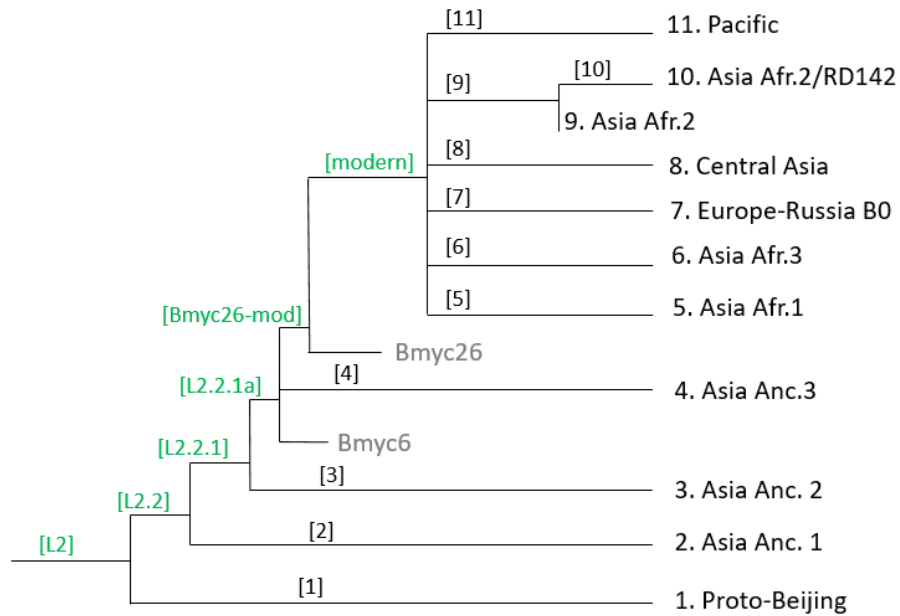 [11] 11. Pacific
[10] 10. Asia Afr.2/RD142
[9]
9. Asia Afr.2
[8] 8. Central Asia
[modern]
[7] 7. Europe-Russia B0
[6] 6. Asia Afr.3
[5] 5. Asia Afr.1
[Bmyc26-mod]
Bmyc26
[4] 4. Asia Anc.3
[L2.2.1a]
Bmyc6
[L2.2.1]
[3] 3. Asia Anc. 2
[L2.2]
[2] 2. Asia Anc. 1
[L2]
[1] 1. Proto-Beijing